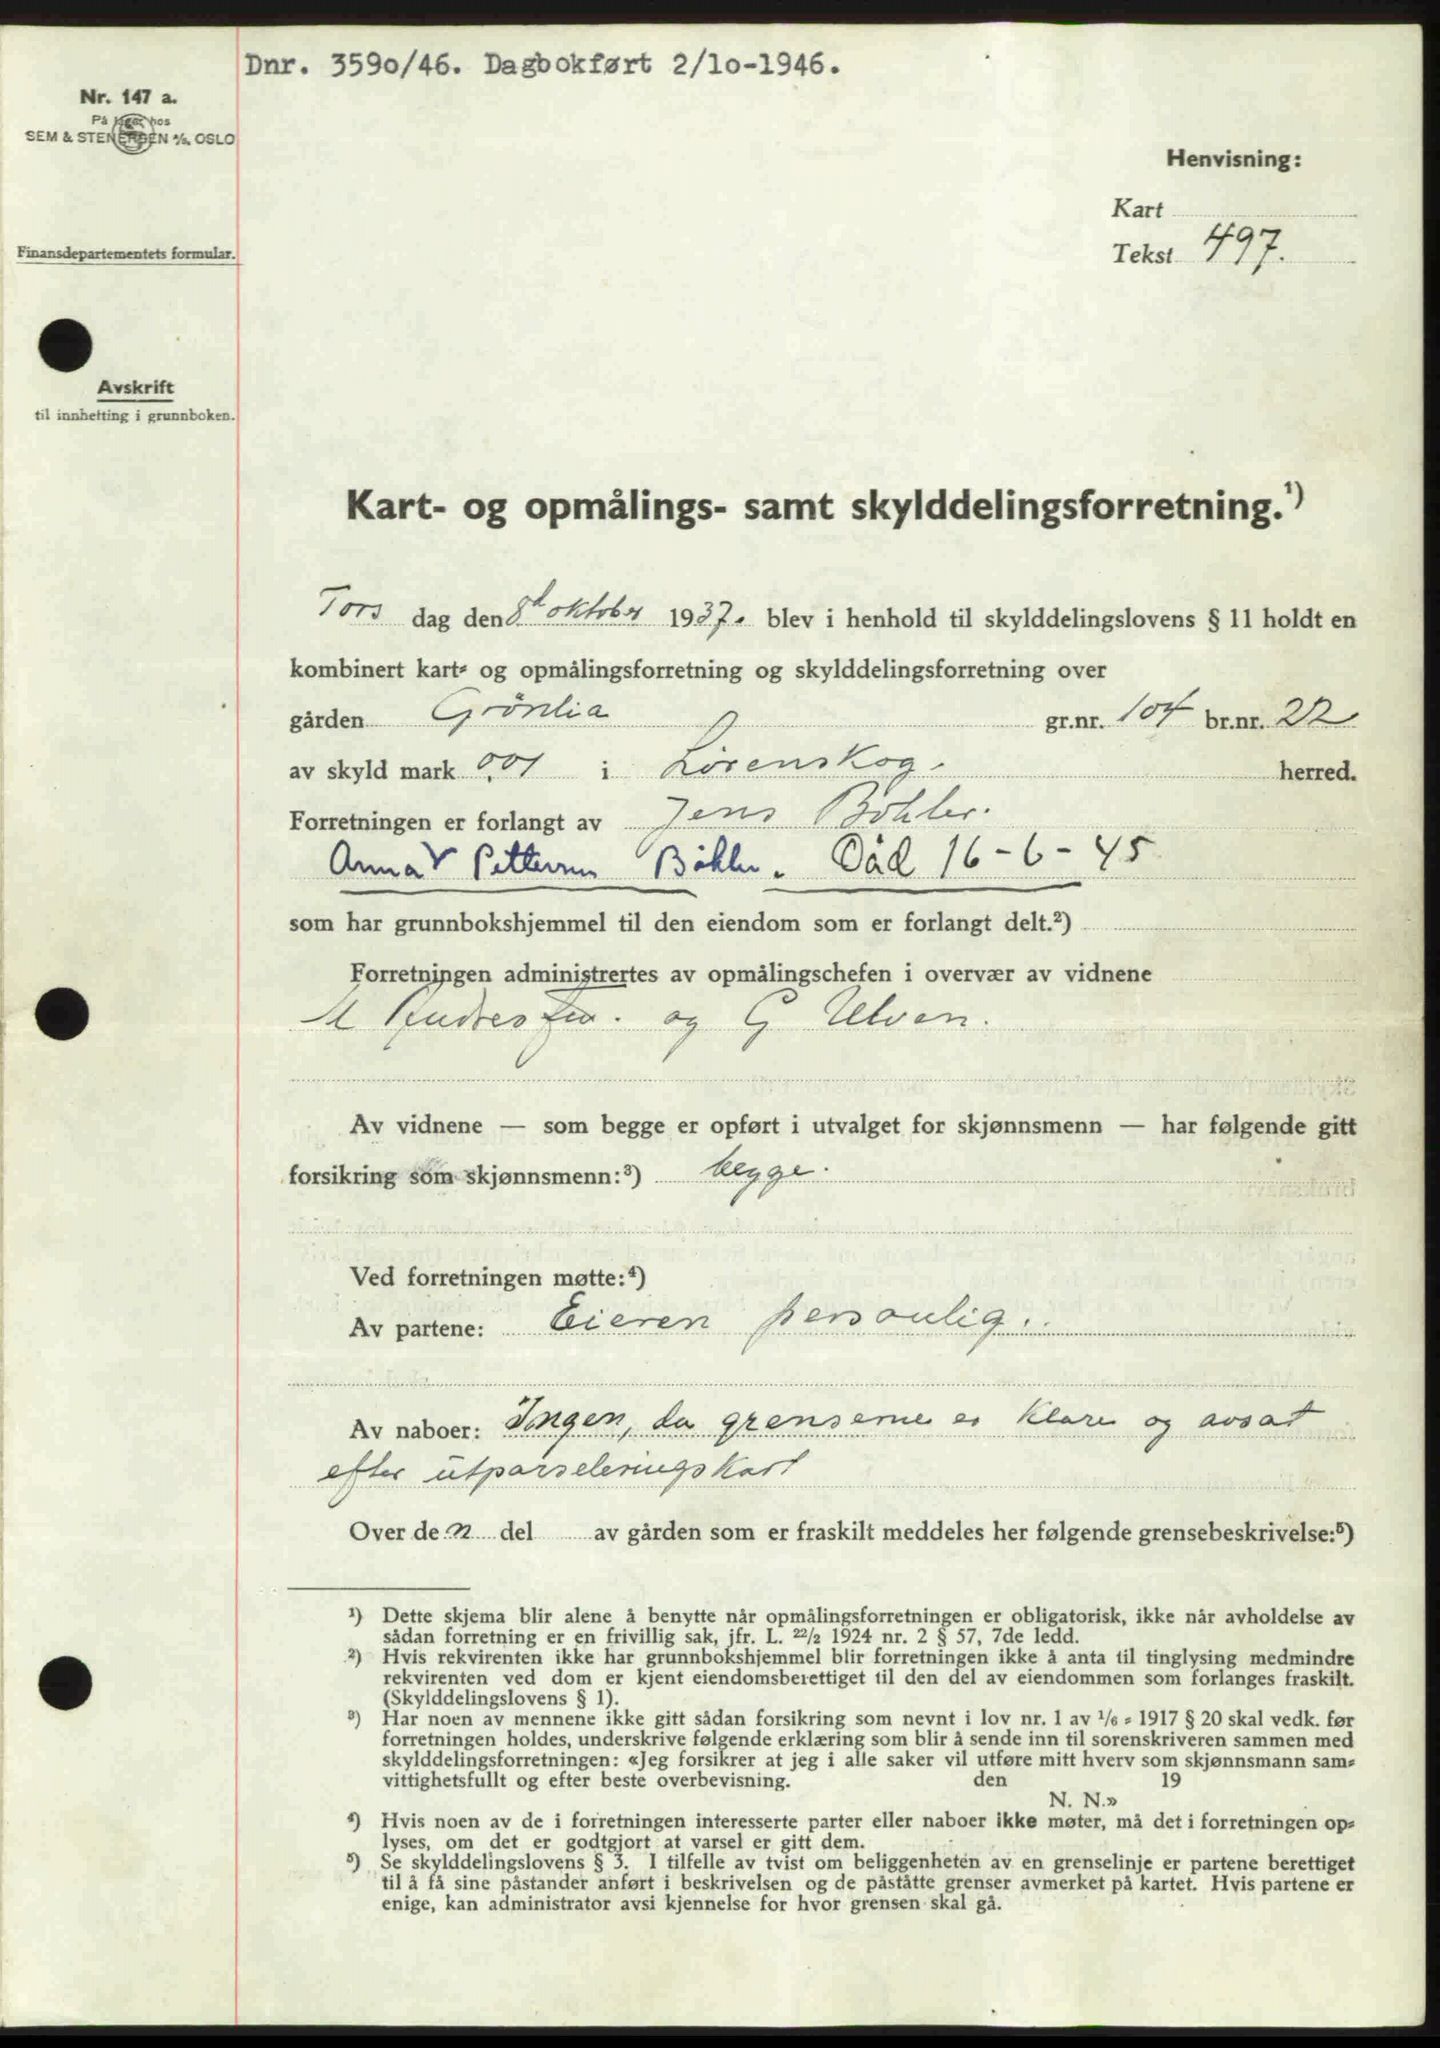 Dnr. 3590/46. Dagbokført 2/10-1946.
Nr. 147 a.
På lager hos
SEM & STENERSEN A/S. OSLO
Henvisning:
Kart
Tekst 497.
Finansdepartementets formular.
Avskrift
til innhefting i grunnboken.
Kart- og opmålings- samt skylddelingsforretning.¹)
Tors dag den 8d oktober 1937. blev i henhold til skylddelingslovens § 11 holdt en
kombinert kart- og opmålingsforretning og skylddelingsforretning over
gården Grönlia gr.nr. 104 br.nr. 22
av skyld mark 0.01 i Lørenskog. herred.
Forretningen er forlangt av Jens Böhler.
Anna Pettersen Bøhler. Død 16-6-45
som har grunnbokshjemmel til den eiendom som er forlangt delt.²)
Forretningen administrertes av opmålingschefen i overvær av vidnene
og G Ulven.
Av vidnene — som begge er opført i utvalget for skjønnsmenn — har følgende gitt
forsikring som skjønnsmenn:³) begge.
Ved forretningen møtte:⁴)
Av partene: Eieren personlig.
Av naboer: Ingen, da grenserne er klare og avsat
efter utparseleringskart
Over de n del av gården som er fraskilt meddeles her følgende grensebeskrivelse:⁵)
¹) Dette skjema blir alene å benytte når opmålingsforretningen er obligatorisk, ikke når avholdelse av
sådan forretning er en frivillig sak, jfr. L. 22/2 1924 nr. 2 § 57, 7de ledd.
²) Hvis rekvirenten ikke har grunnbokshjemmel blir forretningen ikke å anta til tinglysing medmindre
rekvirenten ved dom er kjent eiendomsberettiget til den del av eiendommen som forlanges fraskilt.
(Skylddelingslovens § 1).
³) Har noen av mennene ikke gitt sådan forsikring som nevnt i lov nr. 1 av 1/6 - 1917 § 20 skal vedk. før
forretningen holdes, underskrive følgende erklæring som blir å sende inn til sorenskriveren sammen med
skylddelingsforretningen: «Jeg forsikrer at jeg i alle saker vil utføre mitt hverv som skjønnsmann sam-
vittighetsfullt og efter beste overbevisning. den 19
N. N.»
⁴) Hvis noen av de i forretningen interesserte parter eller naboer ikke møter, må det i forretningen op-
lyses, om det er godtgjort at varsel er gitt dem.
⁵) Se skylddelingslovens § 3. I tilfelle av tvist om beliggenheten av en grenselinje er partene berettiget
til å få sine påstander anført i beskrivelsen og de påståtte grenser avmerket på kartet. Hvis partene er
enige, kan administrator avsi kjennelse for hvor grensen skal gå.